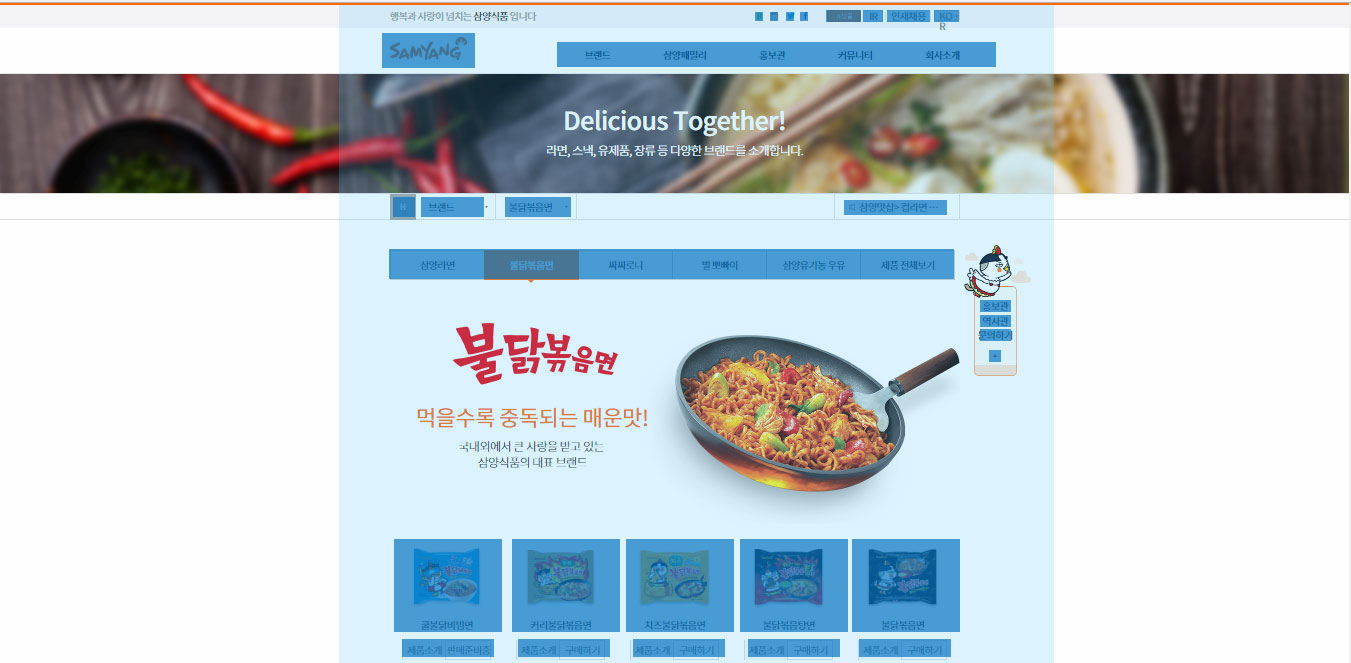 행복과 사랑이 넘치는 삼양식품 입니다
IR 인재채용 KOR
SAMYANG
브랜드 삼양패밀리 홍보관 커뮤니티 회사소개
Delicious Together!
라면, 스낵, 유제품, 장류 등 다양한 브랜드를 소개합니다.
H 브랜드 불닭볶음면 삼양맛샵> 컵라면 ...
삼양라면 불닭볶음면 짜짜로니 별뽀빠이 삼양유기농 우유 제품 전체보기
홍보관
역사관
문의하기
불닭볶음면
먹을수록 중독되는 매운맛!
국내외에서 큰 사랑을 받고 있는
삼양식품의 대표 브랜드
쿨불닭비빔면 커리불닭볶음면 치즈불닭볶음면 불닭볶음탕면 불닭볶음면
제품소개 판매준비중 제품소개 구매하기 제품소개 구매하기 제품소개 구매하기 제품소개 구매하기